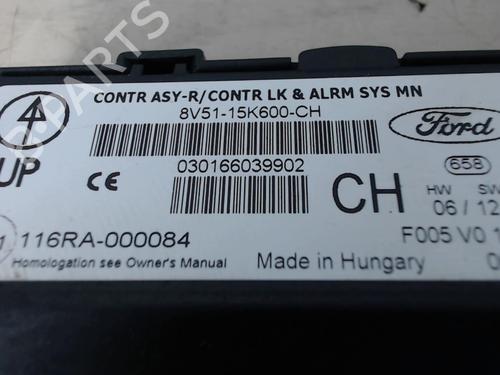 CONTR ASY-R/CONTR LK & ALRM SYS MN
8V51-15K600-CH
Ford
030166039902
658
UP
CE
CH
HW SW
06 / 12
116RA-000084
F005 V0 1
Homologation see Owner's Manual
Made in Hungary